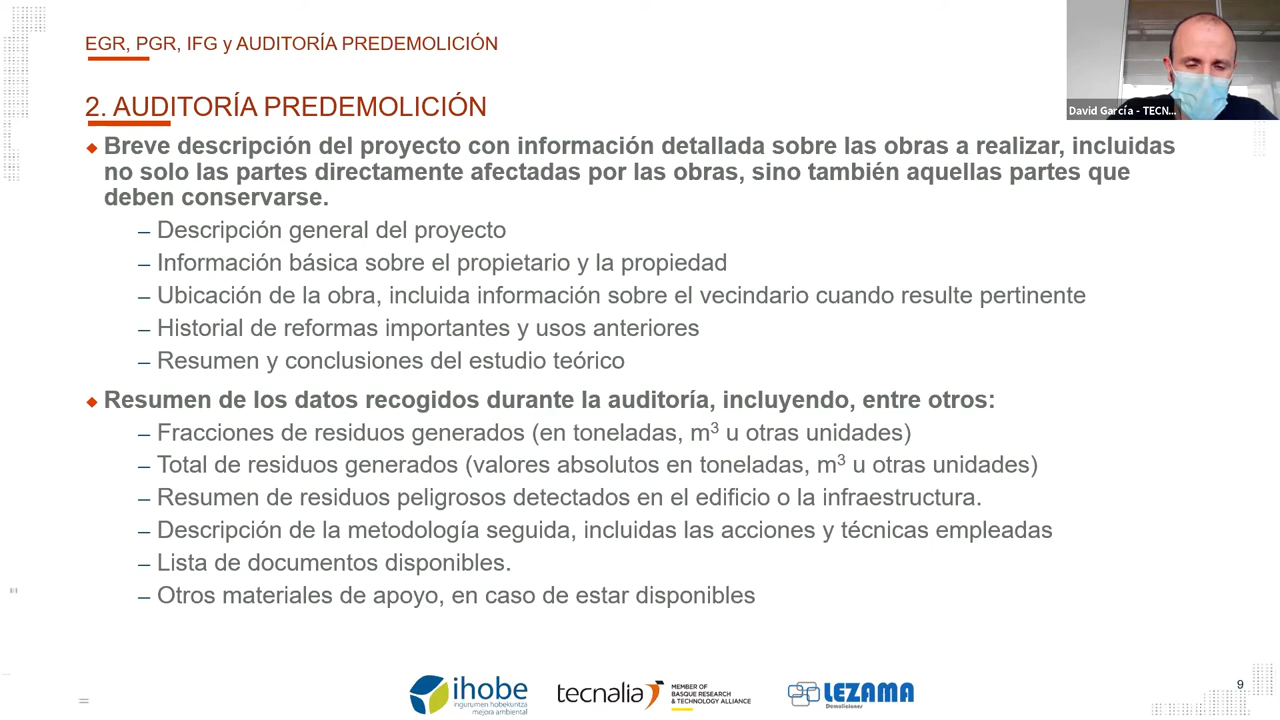 EGR, PGR, IFG y AUDITORÍA PREDEMOLICIÓN
David García - TECN...
2. AUDITORÍA PREDEMOLICIÓN
Breve descripción del proyecto con información detallada sobre las obras a realizar, incluidas
no solo las partes directamente afectadas por las obras, sino también aquellas partes que
deben conservarse.
– Descripción general del proyecto
– Información básica sobre el propietario y la propiedad
– Ubicación de la obra, incluida información sobre el vecindario cuando resulte pertinente
– Historial de reformas importantes y usos anteriores
– Resumen y conclusiones del estudio teórico
Resumen de los datos recogidos durante la auditoría, incluyendo, entre otros:
– Fracciones de residuos generados (en toneladas, m³ u otras unidades)
– Total de residuos generados (valores absolutos en toneladas, m³ u otras unidades)
– Resumen de residuos peligrosos detectados en el edificio o la infraestructura.
– Descripción de la metodología seguida, incluidas las acciones y técnicas empleadas
– Lista de documentos disponibles.
– Otros materiales de apoyo, en caso de estar disponibles
ihobe
ingurumen hobekuntza
mejora ambiental
tecnalia
MEMBER OF
BASQUE RESEARCH
& TECHNOLOGY ALLIANCE
LEZAMA
Demoliciones
9